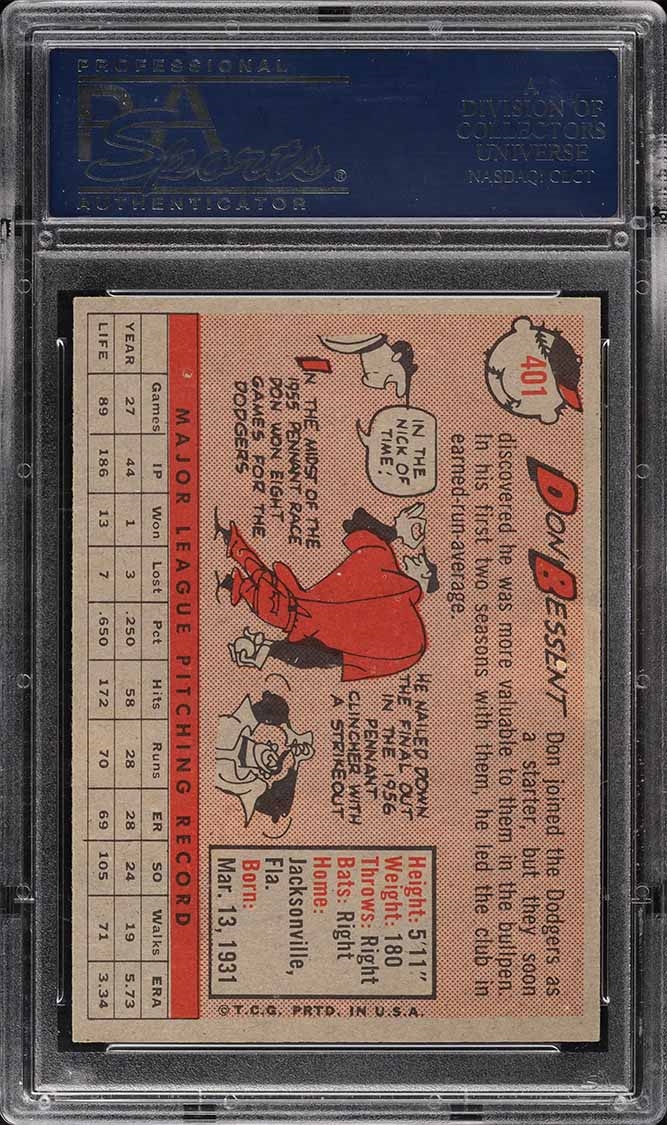 PROFESSIONAL
PSA
Sports®
AUTHENTICATOR
A
DIVISION OF
COLLECTORS
UNIVERSE
NASDAQ: CLCT
401
DON BESSENT Don joined the Dodgers as
a starter, but they soon
discovered he was more valuable to them in the bullpen.
In his first two seasons with them, he led the club in
earned-run-average.
IN THE
NICK OF
TIME!
IN THE MIDST OF THE
1955 PENNANT RACE
DON WON EIGHT
GAMES FOR THE
DODGERS
HE NAILED DOWN
THE FINAL OUT
IN THE 1956
PENNANT
CLINCHER WITH
A STRIKEOUT
Height: 5'11"
Weight: 180
Throws: Right
Bats: Right
Home:
Jacksonville,
Fla.
Born:
Mar. 13, 1931
©T.C.G. PRTD. IN U.S.A.
MAJOR LEAGUE PITCHING RECORD
Games IP Won Lost Pct Hits Runs ER SO Walks ERA
YEAR 27 44 1 3 .250 58 28 28 24 19 5.73
LIFE 89 186 13 7 .650 172 70 69 105 71 3.34